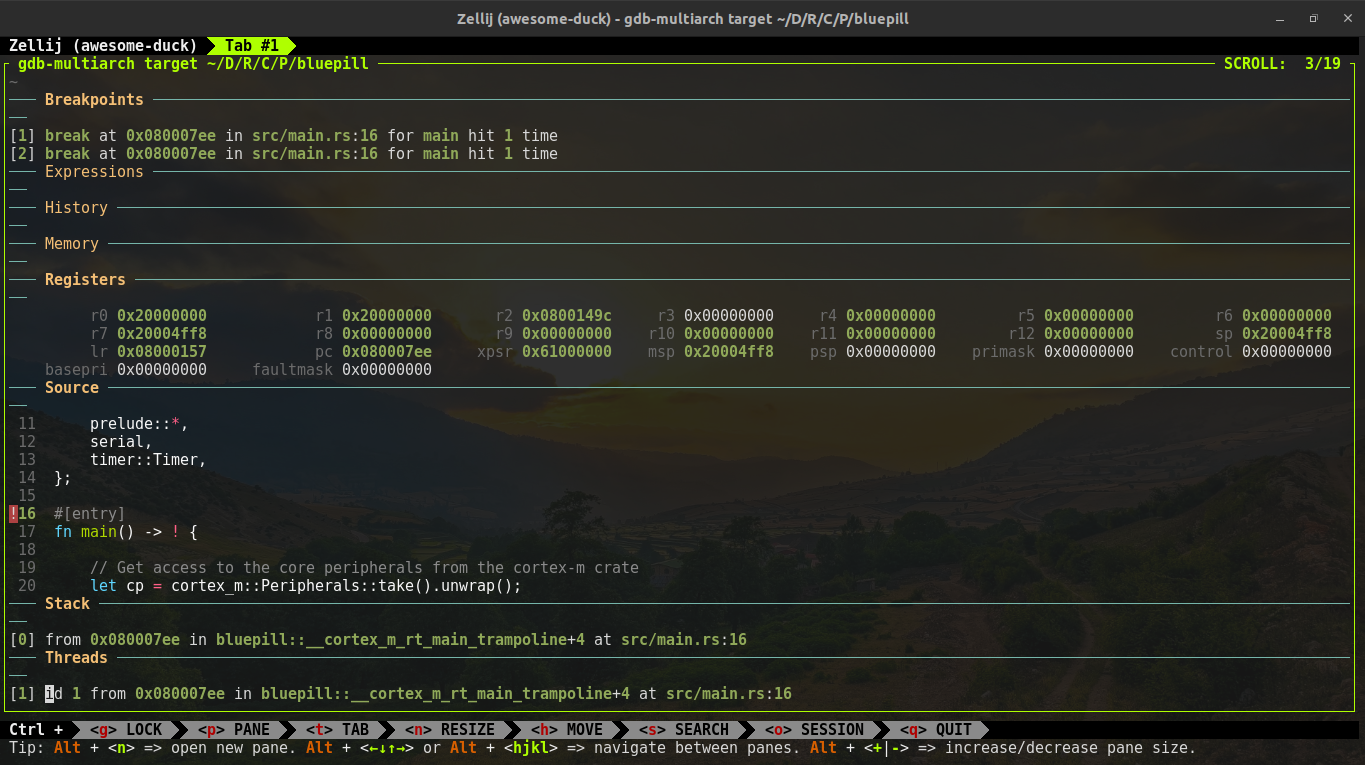 Zellij (awesome-duck) - gdb-multiarch target ~/D/R/C/P/bluepill
Zellij (awesome-duck) Tab #1
gdb-multiarch target ~/D/R/C/P/bluepill SCROLL: 3/19
~
Breakpoints
[1] break at 0x080007ee in src/main.rs:16 for main hit 1 time
[2] break at 0x080007ee in src/main.rs:16 for main hit 1 time
Expressions
History
Memory
Registers
r0 0x20000000 r1 0x20000000 r2 0x0800149c r3 0x00000000 r4 0x00000000 r5 0x00000000 r6 0x00000000
r7 0x20004ff8 r8 0x00000000 r9 0x00000000 r10 0x00000000 r11 0x00000000 r12 0x00000000 sp 0x20004ff8
lr 0x08000157 pc 0x080007ee xpsr 0x61000000 msp 0x20004ff8 psp 0x00000000 primask 0x00000000 control 0x00000000
basepri 0x00000000 faultmask 0x00000000
Source
11 prelude::*,
12 serial,
13 timer::Timer,
14 };
15
!16 #[entry]
17 fn main() -> ! {
18
19 // Get access to the core peripherals from the cortex-m crate
20 let cp = cortex_m::Peripherals::take().unwrap();
Stack
[0] from 0x080007ee in bluepill::__cortex_m_rt_main_trampoline+4 at src/main.rs:16
Threads
[1] id 1 from 0x080007ee in bluepill::__cortex_m_rt_main_trampoline+4 at src/main.rs:16
Ctrl + <g> LOCK <p> PANE <t> TAB <n> RESIZE <h> MOVE <s> SEARCH <o> SESSION <q> QUIT
Tip: Alt + <n> => open new pane. Alt + <←↓↑→> or Alt + <hjkl> => navigate between panes. Alt + <+|-> => increase/decrease pane size.